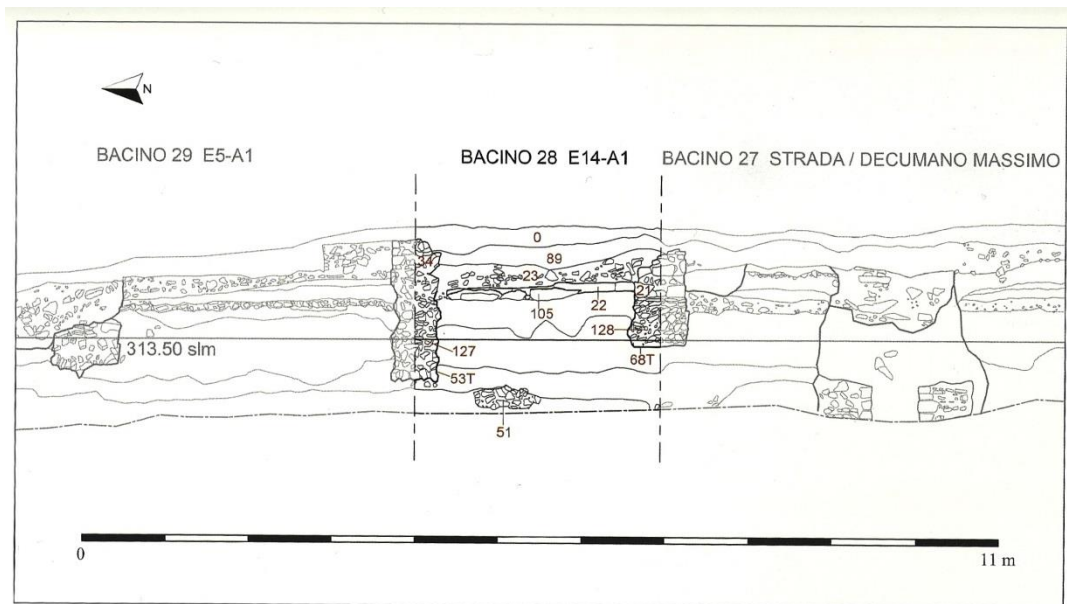 N
BACINO 29 E5-A1
BACINO 28 E14-A1
BACINO 27 STRADA / DECUMANO MASSIMO
0
34
89
23
21
105
22
128
313.50 slm
127
68T
53T
51
0
11 m